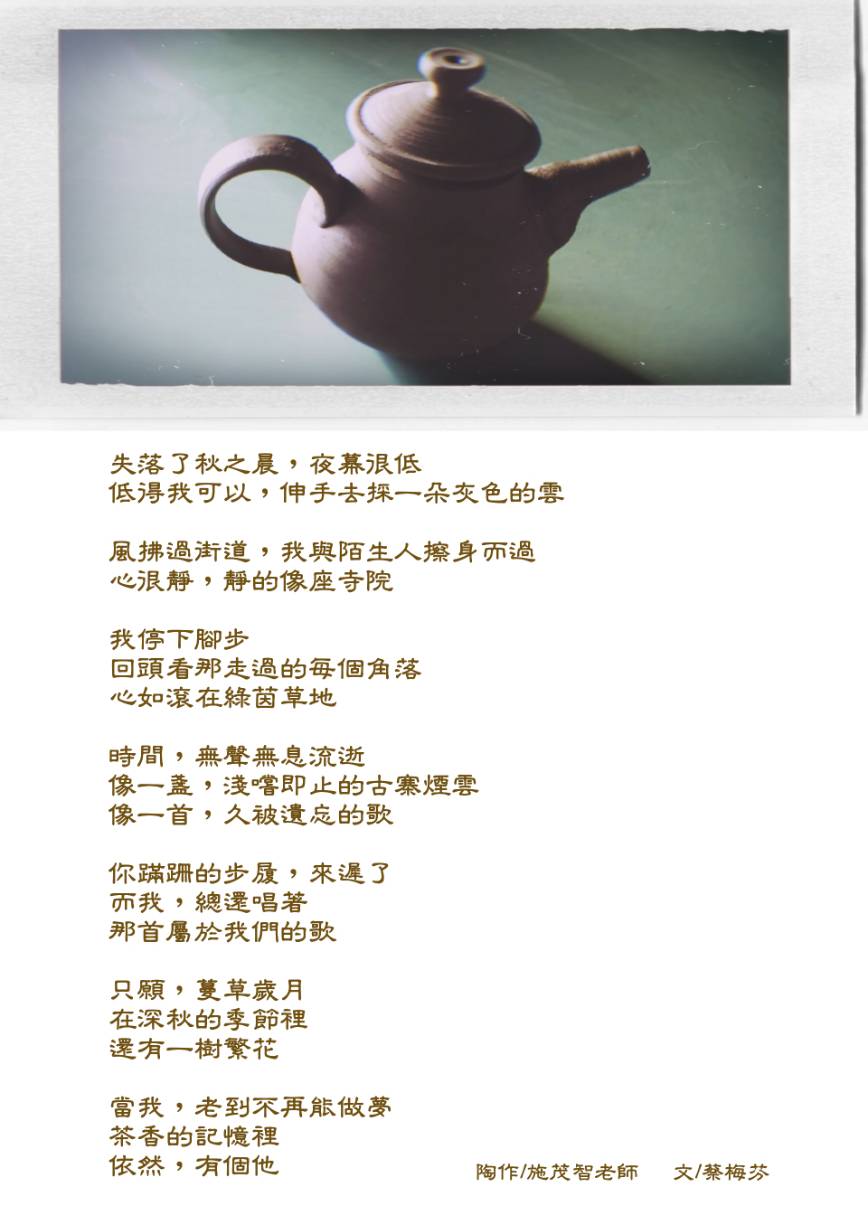 失落了秋之晨，夜幕很低
低得我可以，伸手去採一朵灰色的雲
風拂過街道，我與陌生人擦身而過
心很靜，靜的像座寺院
我停下腳步
回頭看那走過的每個角落
心如滾在綠茵草地
時間，無聲無息流逝
像一盞，淺嚐即止的古寨煙雲
像一首，久被遺忘的歌
你蹣跚的步履，來遲了
而我，總還唱著
那首屬於我們的歌
只願，蔓草歲月
在深秋的季節裡
還有一樹繁花
當我，老到不再能做夢
茶香的記憶裡
依然，有個他
陶作/施茂智老師　文/蔡梅芬